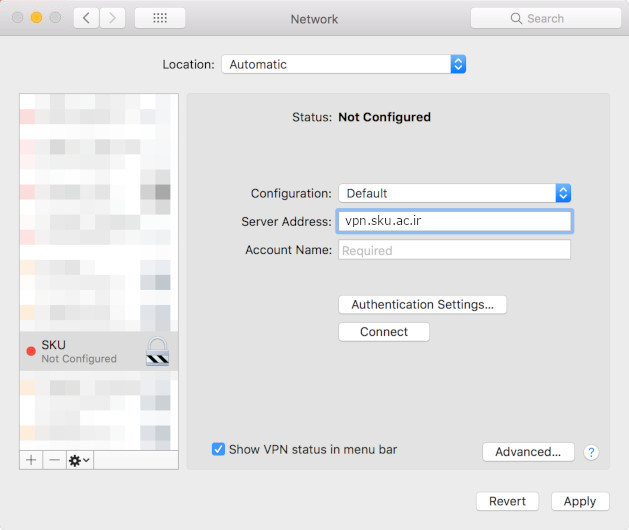 Network
Search
Location: Automatic
Status: Not Configured
Configuration: Default
Server Address: vpn.sku.ac.ir
Account Name: Required
Authentication Settings...
Connect
SKU
Not Configured
Show VPN status in menu bar
Advanced... ?
Revert Apply